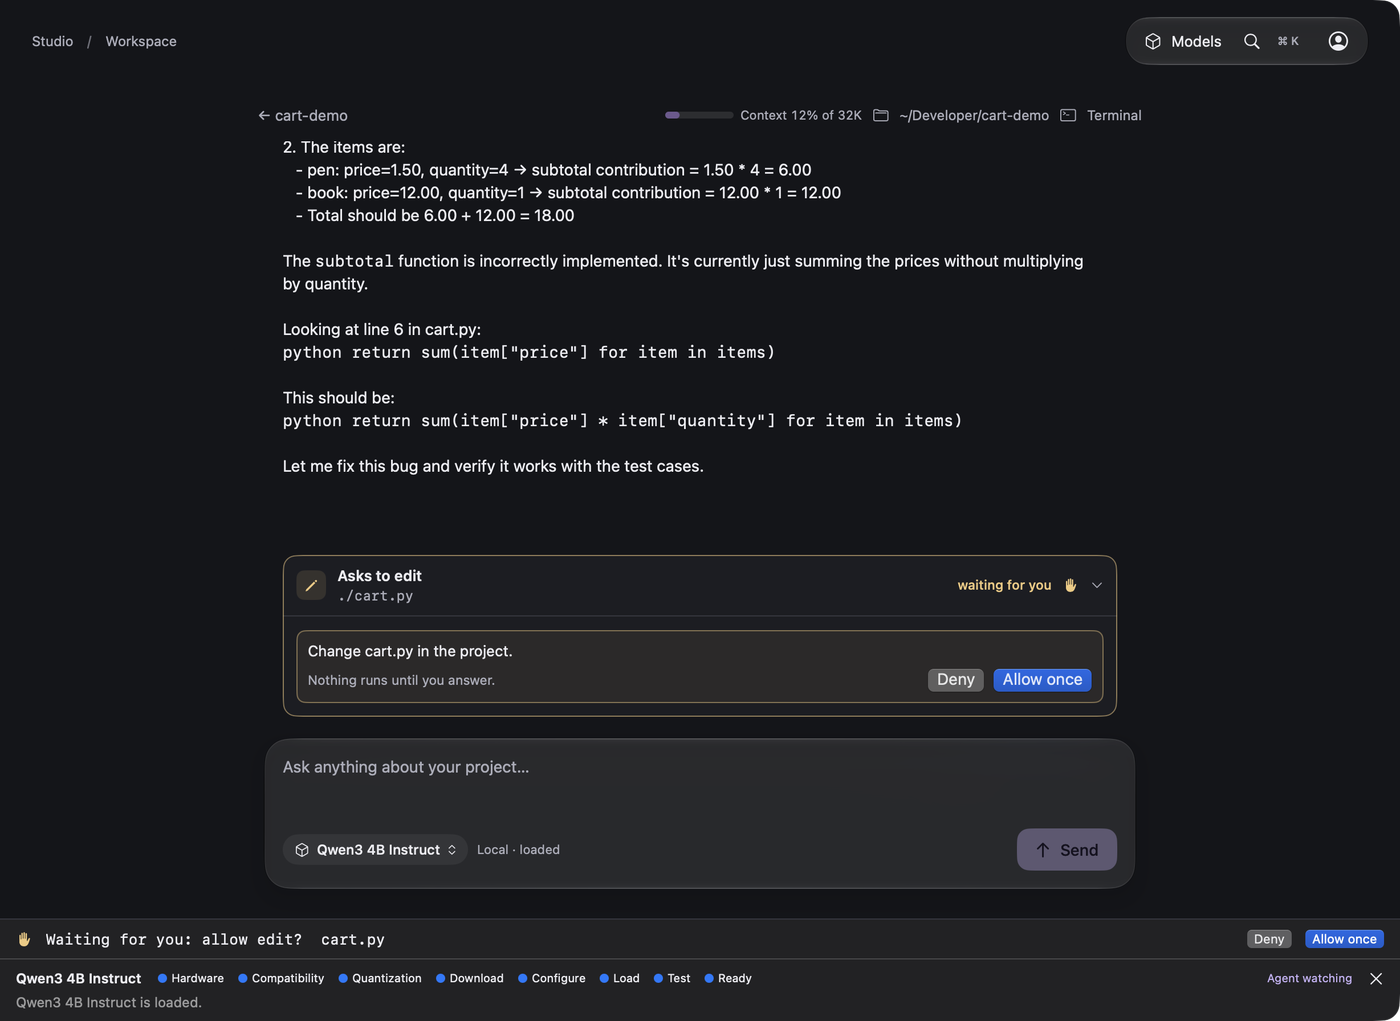 Studio / Workspace
Models ⌘ K
← cart-demo
Context 12% of 32K ~/Developer/cart-demo Terminal
2. The items are:
- pen: price=1.50, quantity=4 → subtotal contribution = 1.50 * 4 = 6.00
- book: price=12.00, quantity=1 → subtotal contribution = 12.00 * 1 = 12.00
- Total should be 6.00 + 12.00 = 18.00
The subtotal function is incorrectly implemented. It's currently just summing the prices without multiplying
by quantity.
Looking at line 6 in cart.py:
python return sum(item["price"] for item in items)
This should be:
python return sum(item["price"] * item["quantity"] for item in items)
Let me fix this bug and verify it works with the test cases.
Asks to edit
./cart.py
waiting for you
Change cart.py in the project.
Nothing runs until you answer.
Deny Allow once
Ask anything about your project...
Qwen3 4B Instruct Local · loaded
Send
Waiting for you: allow edit? cart.py
Deny Allow once
Qwen3 4B Instruct Hardware Compatibility Quantization Download Configure Load Test Ready
Agent watching
Qwen3 4B Instruct is loaded.